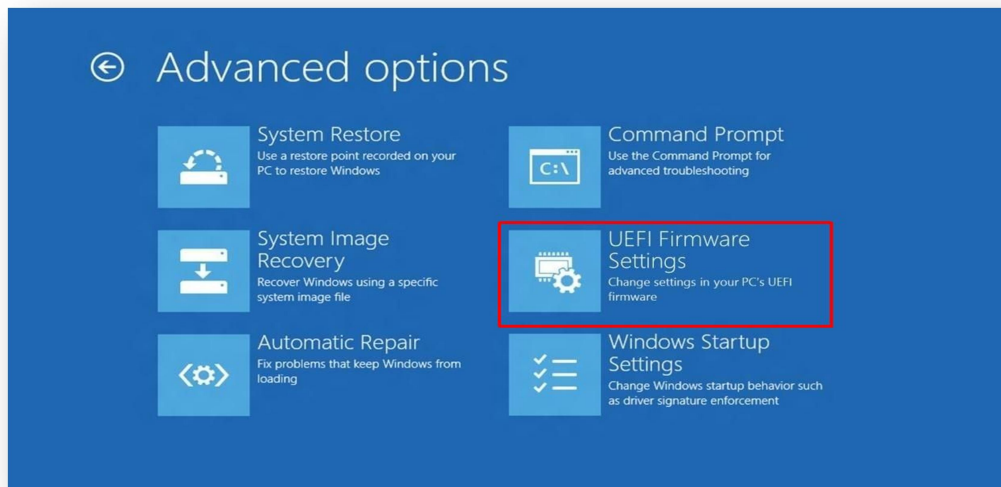 Advanced options
System Restore
Use a restore point recorded on your
PC to restore Windows
Command Prompt
Use the Command Prompt for
advanced troubleshooting
C:\
System Image
Recovery
Recover Windows using a specific
system image file
UEFI Firmware
Settings
Change settings in your PC's UEFI
firmware
Automatic Repair
Fix problems that keep Windows from
loading
Windows Startup
Settings
Change Windows startup behavior such
as driver signature enforcement